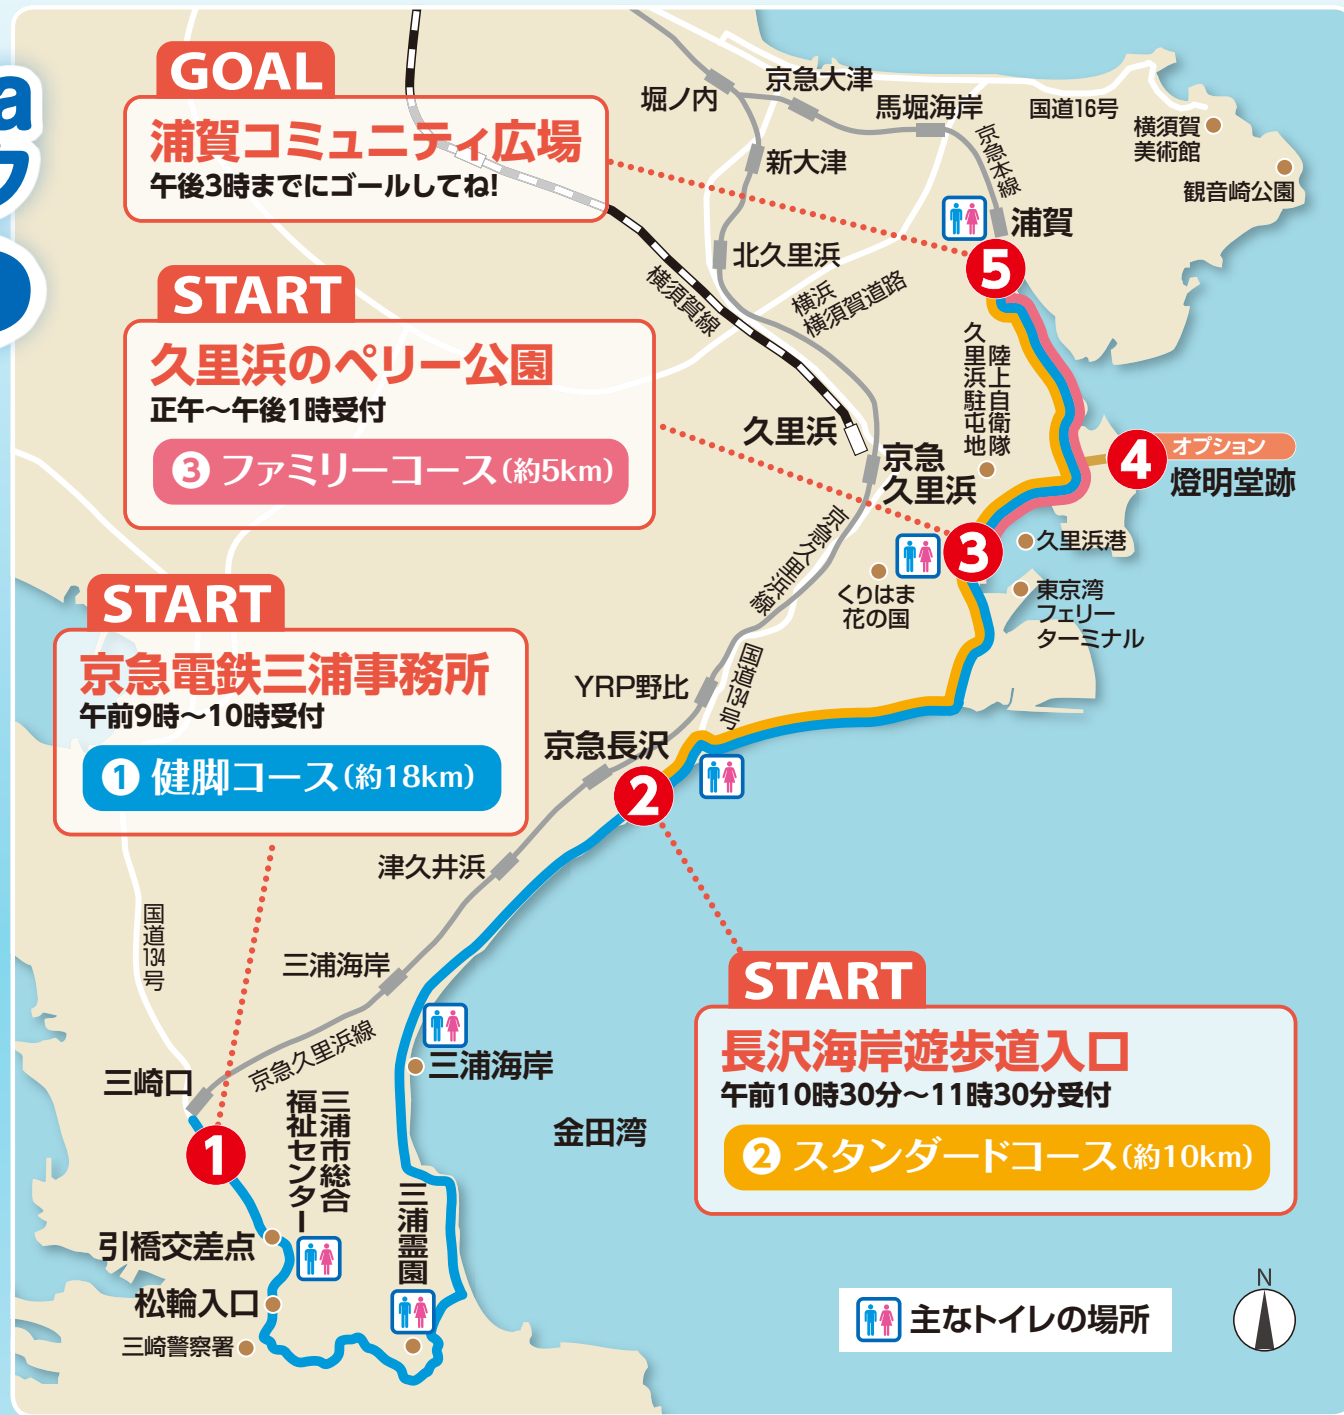 a
ク
GOAL
浦賀コミュニティ広場
午後3時までにゴールしてね!
START
久里浜のペリー公園
正午～午後1時受付
3 ファミリーコース(約5km)
START
京急電鉄三浦事務所
午前9時～10時受付
1 健脚コース(約18km)
START
長沢海岸遊歩道入口
午前10時30分～11時30分受付
2 スタンダードコース(約10km)
堀ノ内
京急大津
馬堀海岸
国道16号
横須賀
美術館
観音崎公園
京急本線
新大津
浦賀
5
北久里浜
横須賀線
横浜
横須賀道路
陸上自衛隊
久里浜駐屯地
久里浜
京急
久里浜
4
オプション
燈明堂跡
3
久里浜港
京急久里浜線
くりはま
花の国
東京湾
フェリー
ターミナル
YRP野比
国道134号
京急長沢
2
津久井浜
国道134号
三浦海岸
京急久里浜線
三浦海岸
三崎口
1
三浦市総合
福祉センター
金田湾
三浦霊園
引橋交差点
松輪入口
三崎警察署
主なトイレの場所
N